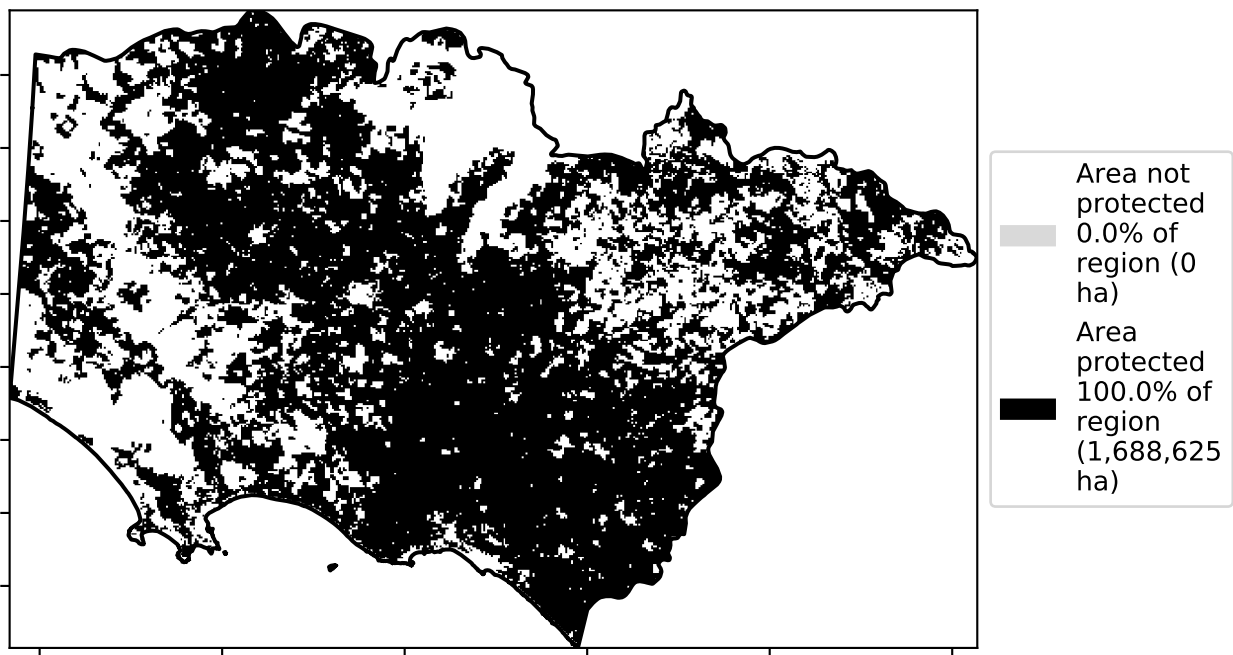 Area not
protected
0.0% of
region (0
ha)
Area
protected
100.0% of
region
(1,688,625
ha)